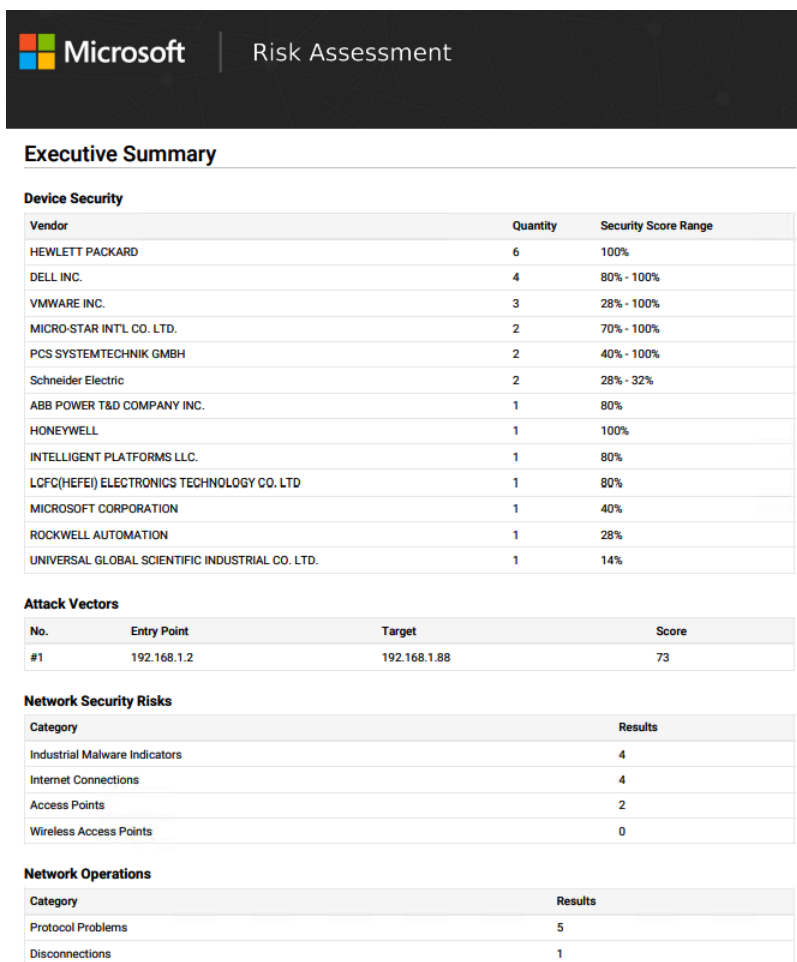 Microsoft | Risk Assessment
Executive Summary
Device Security
Vendor Quantity Security Score Range
HEWLETT PACKARD 6 100%
DELL INC. 4 80% - 100%
VMWARE INC. 3 28% - 100%
MICRO-STAR INT'L CO. LTD. 2 70% - 100%
PCS SYSTEMTECHNIK GMBH 2 40% - 100%
Schneider Electric 2 28% - 32%
ABB POWER T&D COMPANY INC. 1 80%
HONEYWELL 1 100%
INTELLIGENT PLATFORMS LLC. 1 80%
LCFC(HEFEI) ELECTRONICS TECHNOLOGY CO. LTD 1 80%
MICROSOFT CORPORATION 1 40%
ROCKWELL AUTOMATION 1 28%
UNIVERSAL GLOBAL SCIENTIFIC INDUSTRIAL CO. LTD. 1 14%
Attack Vectors
No. Entry Point Target Score
#1 192.168.1.2 192.168.1.88 73
Network Security Risks
Category Results
Industrial Malware Indicators 4
Internet Connections 4
Access Points 2
Wireless Access Points 0
Network Operations
Category Results
Protocol Problems 5
Disconnections 1